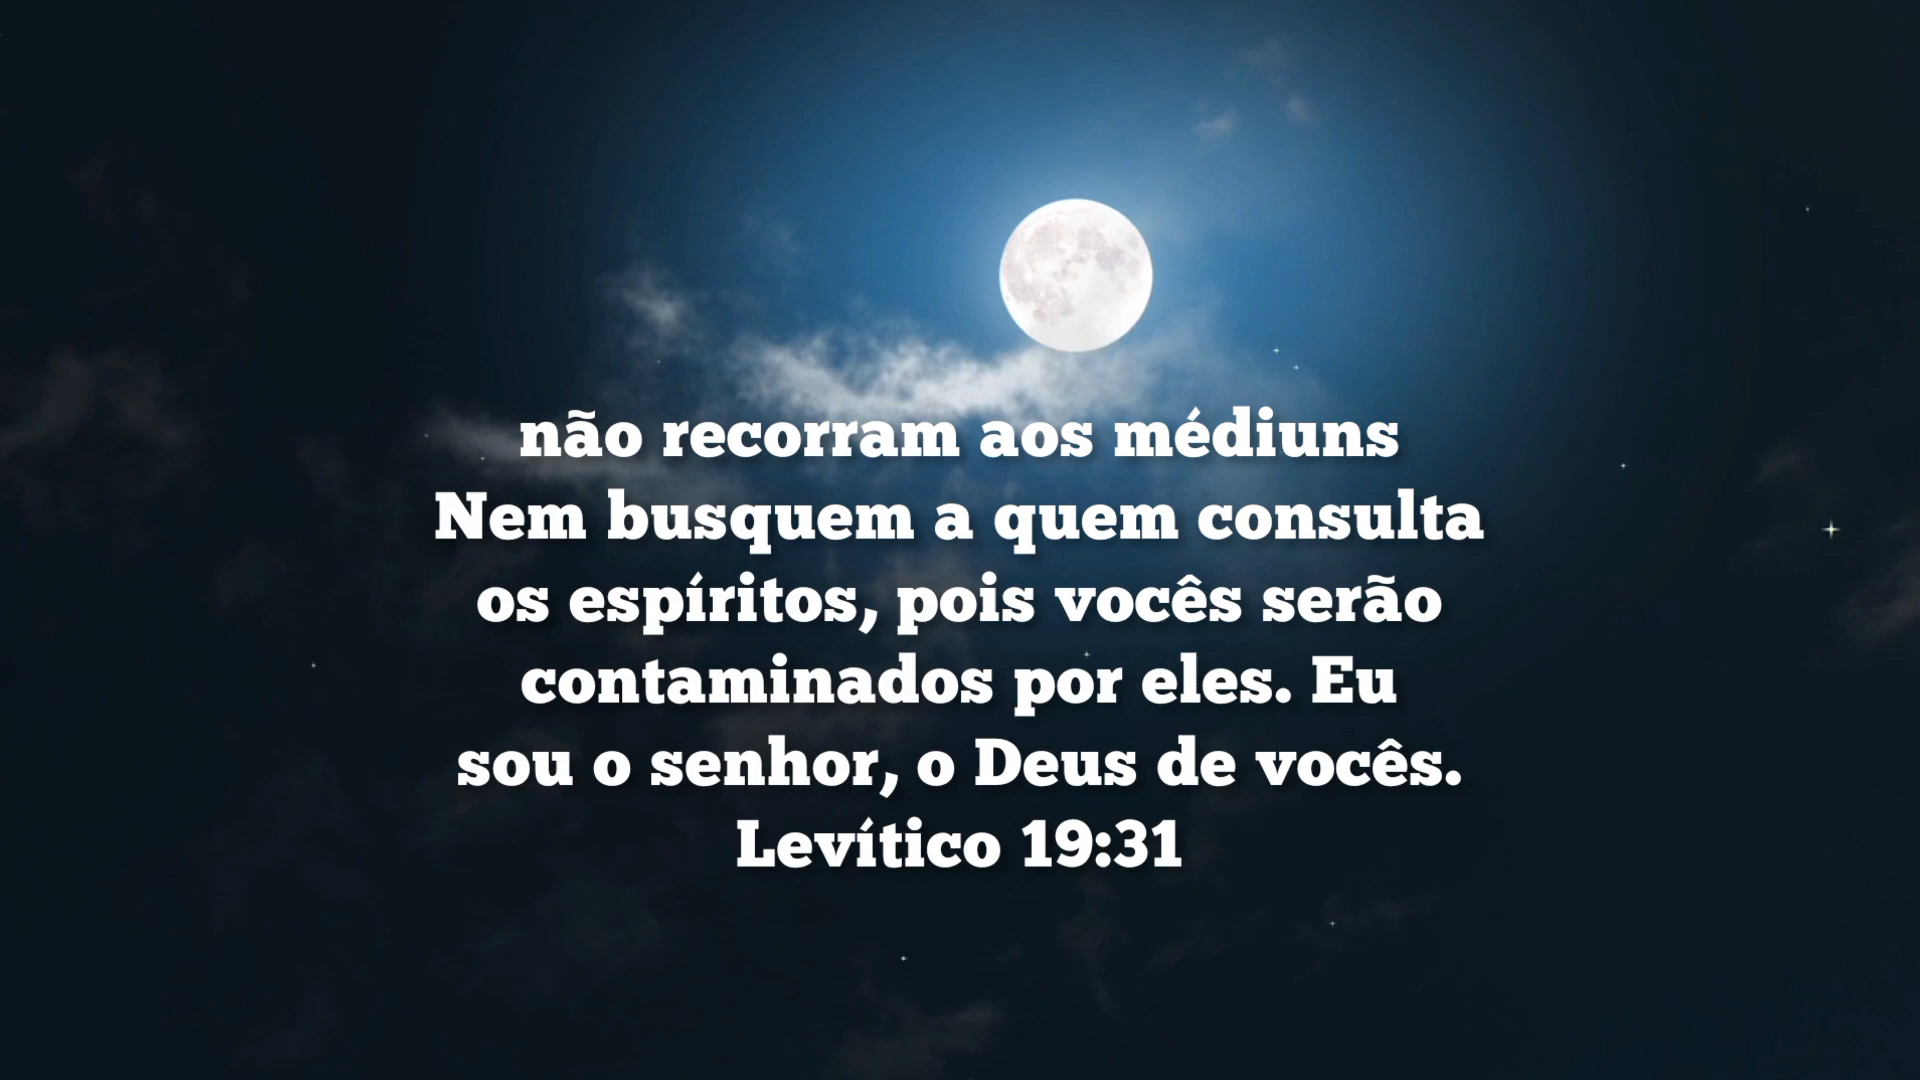 não recorram aos médiuns
Nem busquem a quem consulta
os espíritos, pois vocês serão
contaminados por eles. Eu
sou o senhor, o Deus de vocês.
Levítico 19:31